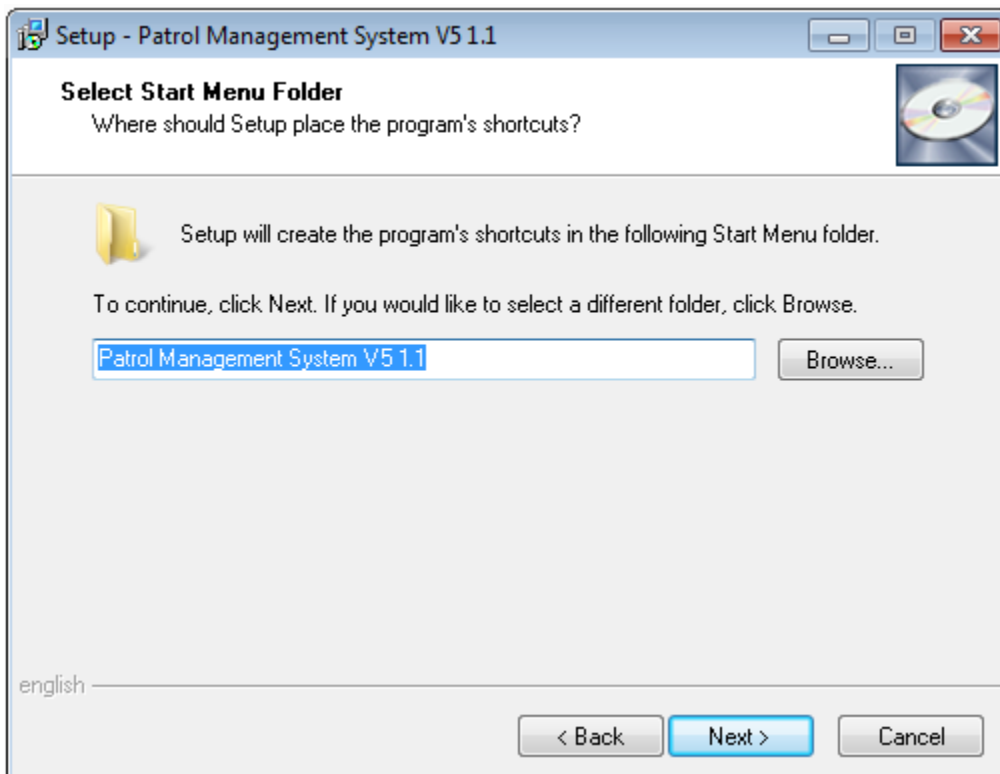 Setup - Patrol Management System V5 1.1
Select Start Menu Folder
Where should Setup place the program's shortcuts?
Setup will create the program's shortcuts in the following Start Menu folder.
To continue, click Next. If you would like to select a different folder, click Browse.
Patrol Management System V5 1.1
Browse...
english
< Back
Next >
Cancel